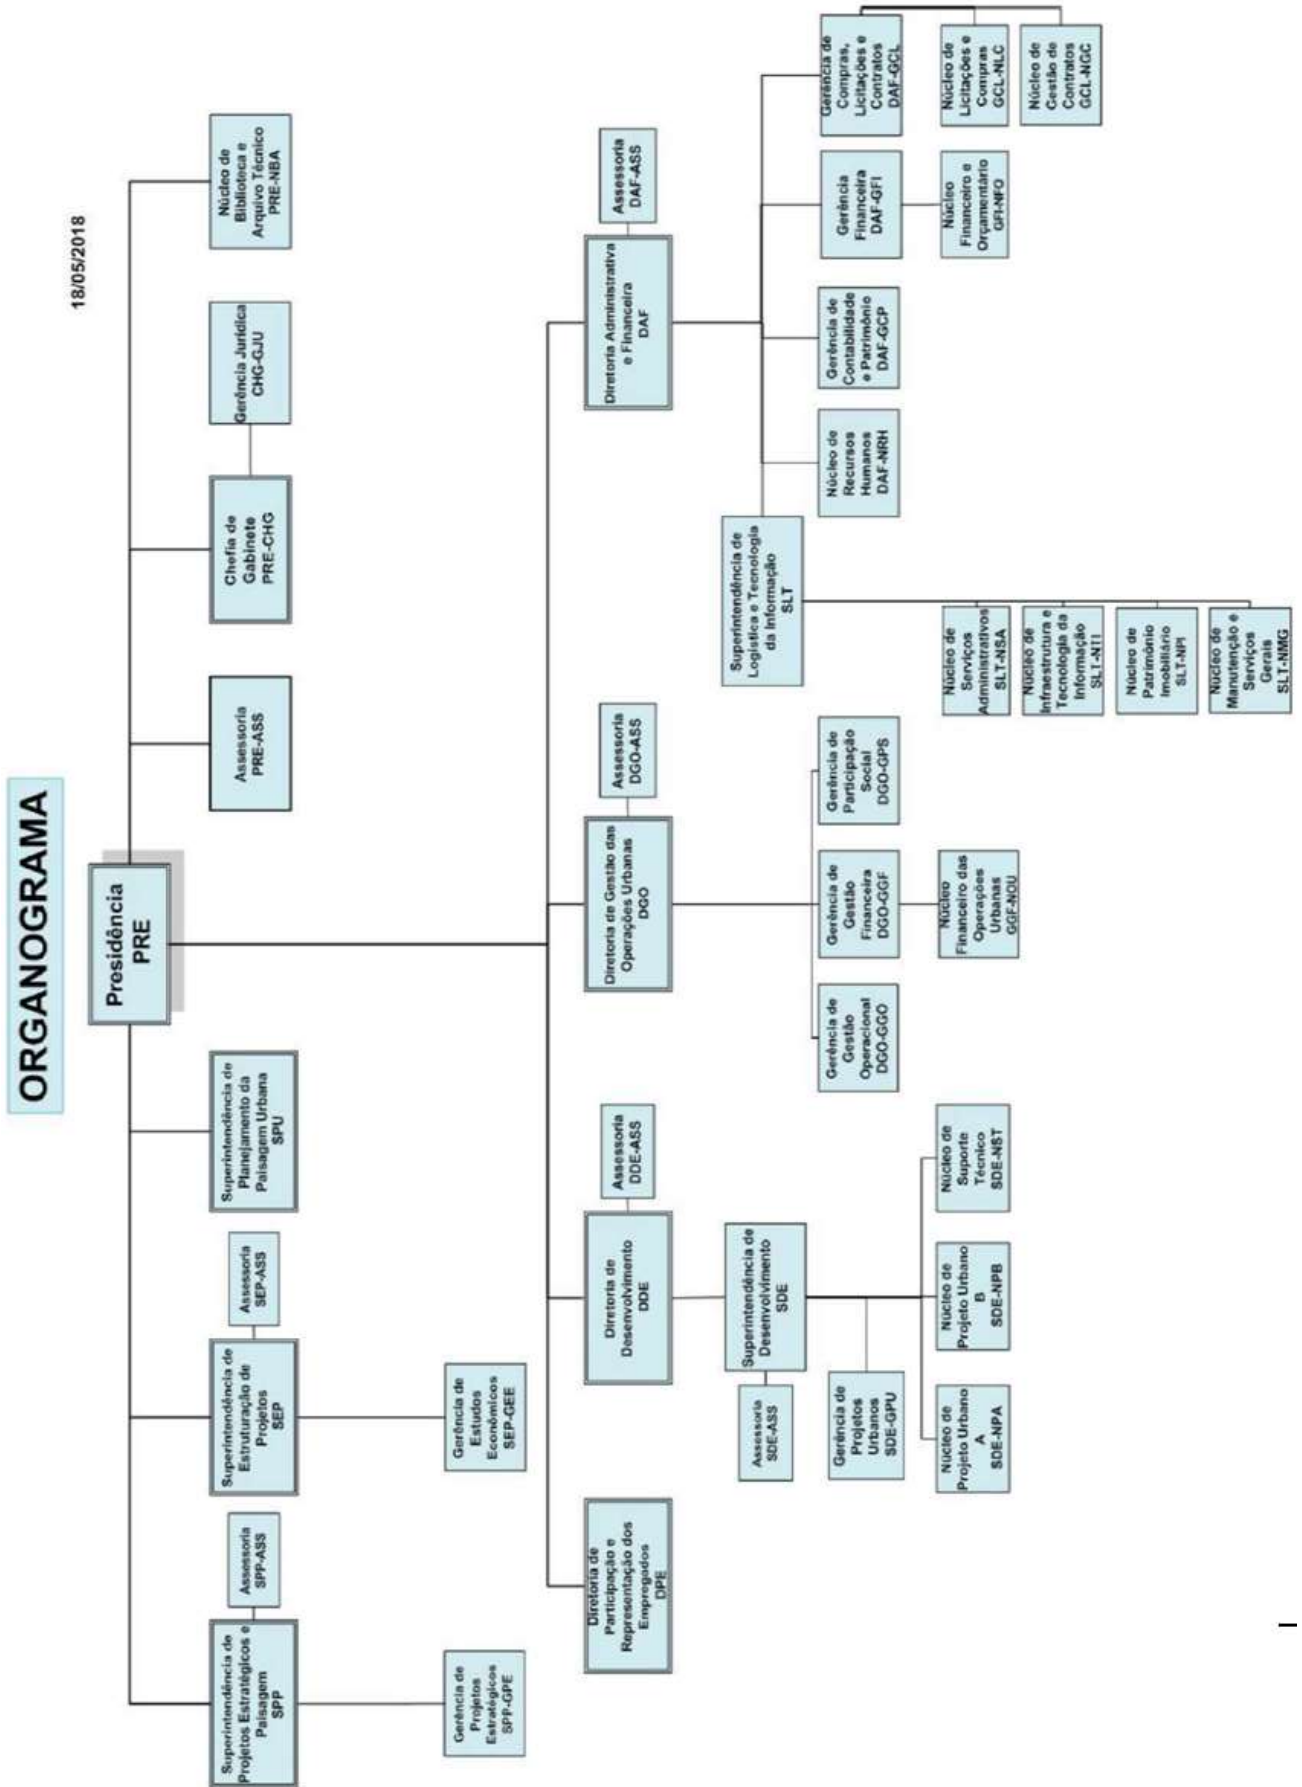 ORGANOGRAMA
18/05/2018
Presidência
PRE
Superintendência de
Projetos Estratégicos e
Paisagem
SPP
Assessoria
SPP-ASS
Superintendência de
Estruturação de
Projetos
SEP
Assessoria
SEP-ASS
Superintendência de
Planejamento da
Paisagem Urbana
SPU
Assessoria
PRE-ASS
Chefia de
Gabinete
PRE-CHG
Gerência Jurídica
CHG-GJU
Núcleo de
Biblioteca e
Arquivo Técnico
PRE-NBA
Gerência de
Projetos
Estratégicos
SPP-GPE
Gerência de
Estudos
Econômicos
SEP-GEE
Diretoria de
Participação e
Representação dos
Empregados
DPE
Diretoria de
Desenvolvimento
DDE
Assessoria
DDE-ASS
Diretoria de Gestão das
Operações Urbanas
DGO
Assessoria
DGO-ASS
Diretoria Administrativa
e Financeira
DAF
Assessoria
DAF-ASS
Superintendência de
Desenvolvimento
SDE
Assessoria
SDE-ASS
Gerência de
Projetos
Urbanos
SDE-GPU
Núcleo de
Projeto Urbano
A
SDE-NPA
Núcleo de
Projeto Urbano
B
SDE-NPB
Núcleo de
Suporte
Técnico
SDE-NST
Gerência de
Gestão
Operacional
DGO-GGO
Gerência de
Gestão
Financeira
DGO-GGF
Gerência de
Participação
Social
DGO-GPS
Núcleo
Financeiro das
Operações
Urbanas
GGF-NOU
Superintendência de
Logística e Tecnologia
da Informação
SLT
Núcleo de
Serviços
Administrativos
SLT-NSA
Núcleo de
Infraestrutura e
Tecnologia da
Informação
SLT-NTI
Núcleo de
Patrimônio
Imobiliário
SLT-NPI
Núcleo de
Manutenção e
Serviços
Gerais
SLT-NMG
Núcleo de
Recursos
Humanos
DAF-NRH
Gerência de
Contabilidade
e Patrimônio
DAF-GCP
Gerência
Financeira
DAF-GFI
Núcleo
Financeiro e
Orçamentário
GFI-NFO
Gerência de
Compras,
Licitações e
Contratos
DAF-GCL
Núcleo de
Licitações e
Compras
GCL-NLC
Núcleo de
Gestão de
Contratos
GCL-NGC